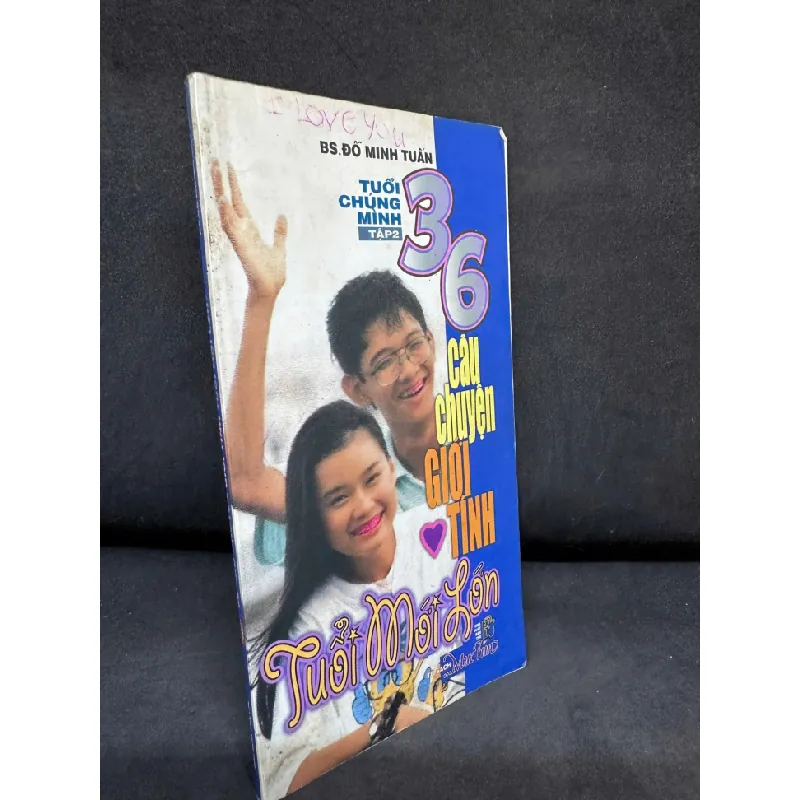 I LOVE YOU
BS.ĐỖ MINH TUẤN
TUỔI
CHÚNG
MÌNH
TẬP2
36
câu
chuyện
GIỚI
TÍNH
Tuổi Mới Lớn